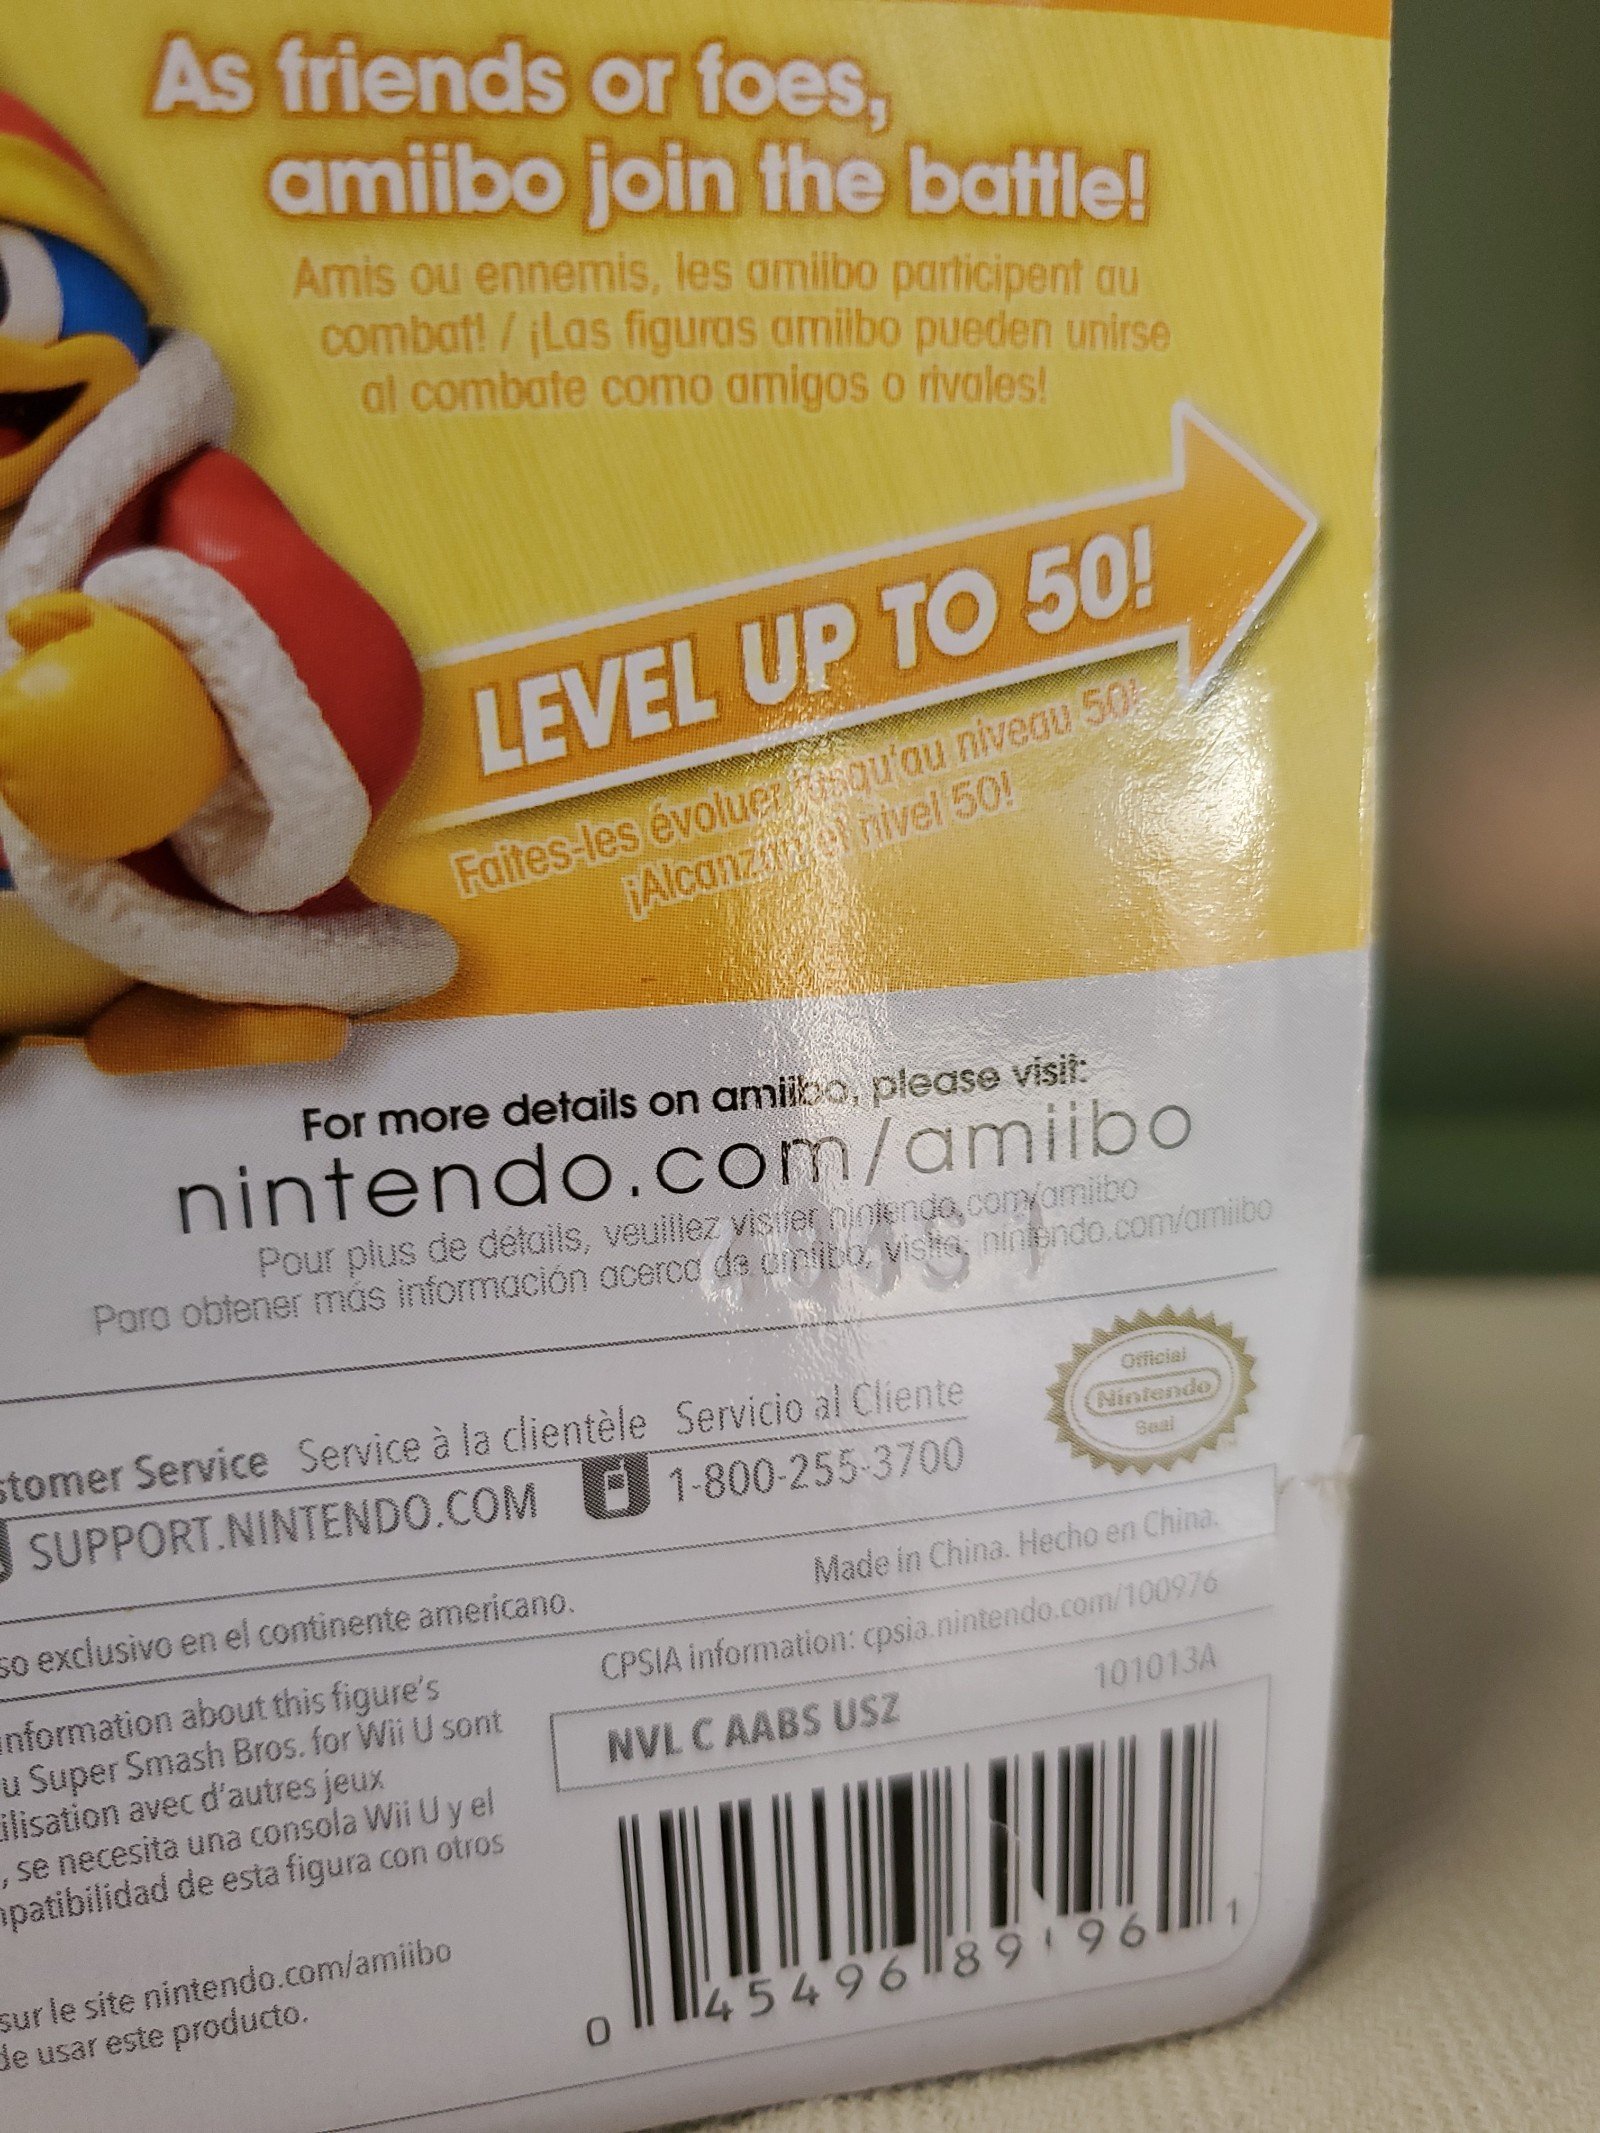 As friends or foes,
amiibo join the battle!
Amis ou ennemis, les amiibo participent au
combat! / ¡Las figuras amiibo pueden unirse
al combate como amigos o rivales!
LEVEL UP TO 50!
Faites-les évoluer jusqu'au niveau 50!
¡Alcanzan el nivel 50!
For more details on amiibo, please visit:
nintendo.com/amiibo
Pour plus de détails, veuillez visiter nintendo.com/amiibo
Para obtener más información acerca de amiibo, visita: nintendo.com/amiibo
Official
Nintendo
Seal
stomer Service Service à la clientèle Servicio al Cliente
SUPPORT.NINTENDO.COM 1-800-255-3700
Made in China. Hecho en China.
so exclusivo en el continente americano.
CPSIA information: cpsia.nintendo.com/100976
101013A
information about this figure's
u Super Smash Bros. for Wii U sont
ilisation avec d'autres jeux
, se necesita una consola Wii U y el
patibilidad de esta figura con otros
sur le site nintendo.com/amiibo
de usar este producto.
NVL C AABS USZ
0 45496 89196 1